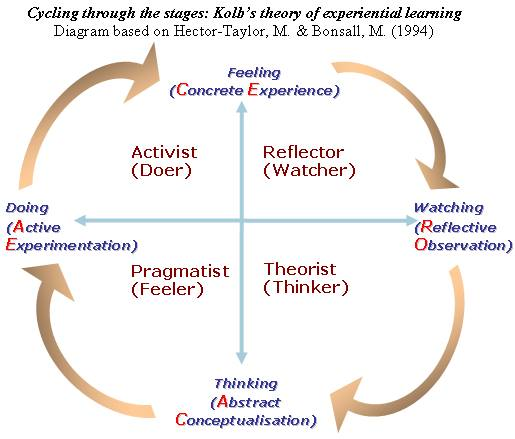 Cycling through the stages: Kolb's theory of experiential learning
Diagram based on Hector-Taylor, M. & Bonsall, M. (1994)
Feeling
(Concrete Experience)
Activist
(Doer)
Reflector
(Watcher)
Doing
(Active
Experimentation)
Watching
(Reflective
Observation)
Pragmatist
(Feeler)
Theorist
(Thinker)
Thinking
(Abstract
Conceptualisation)